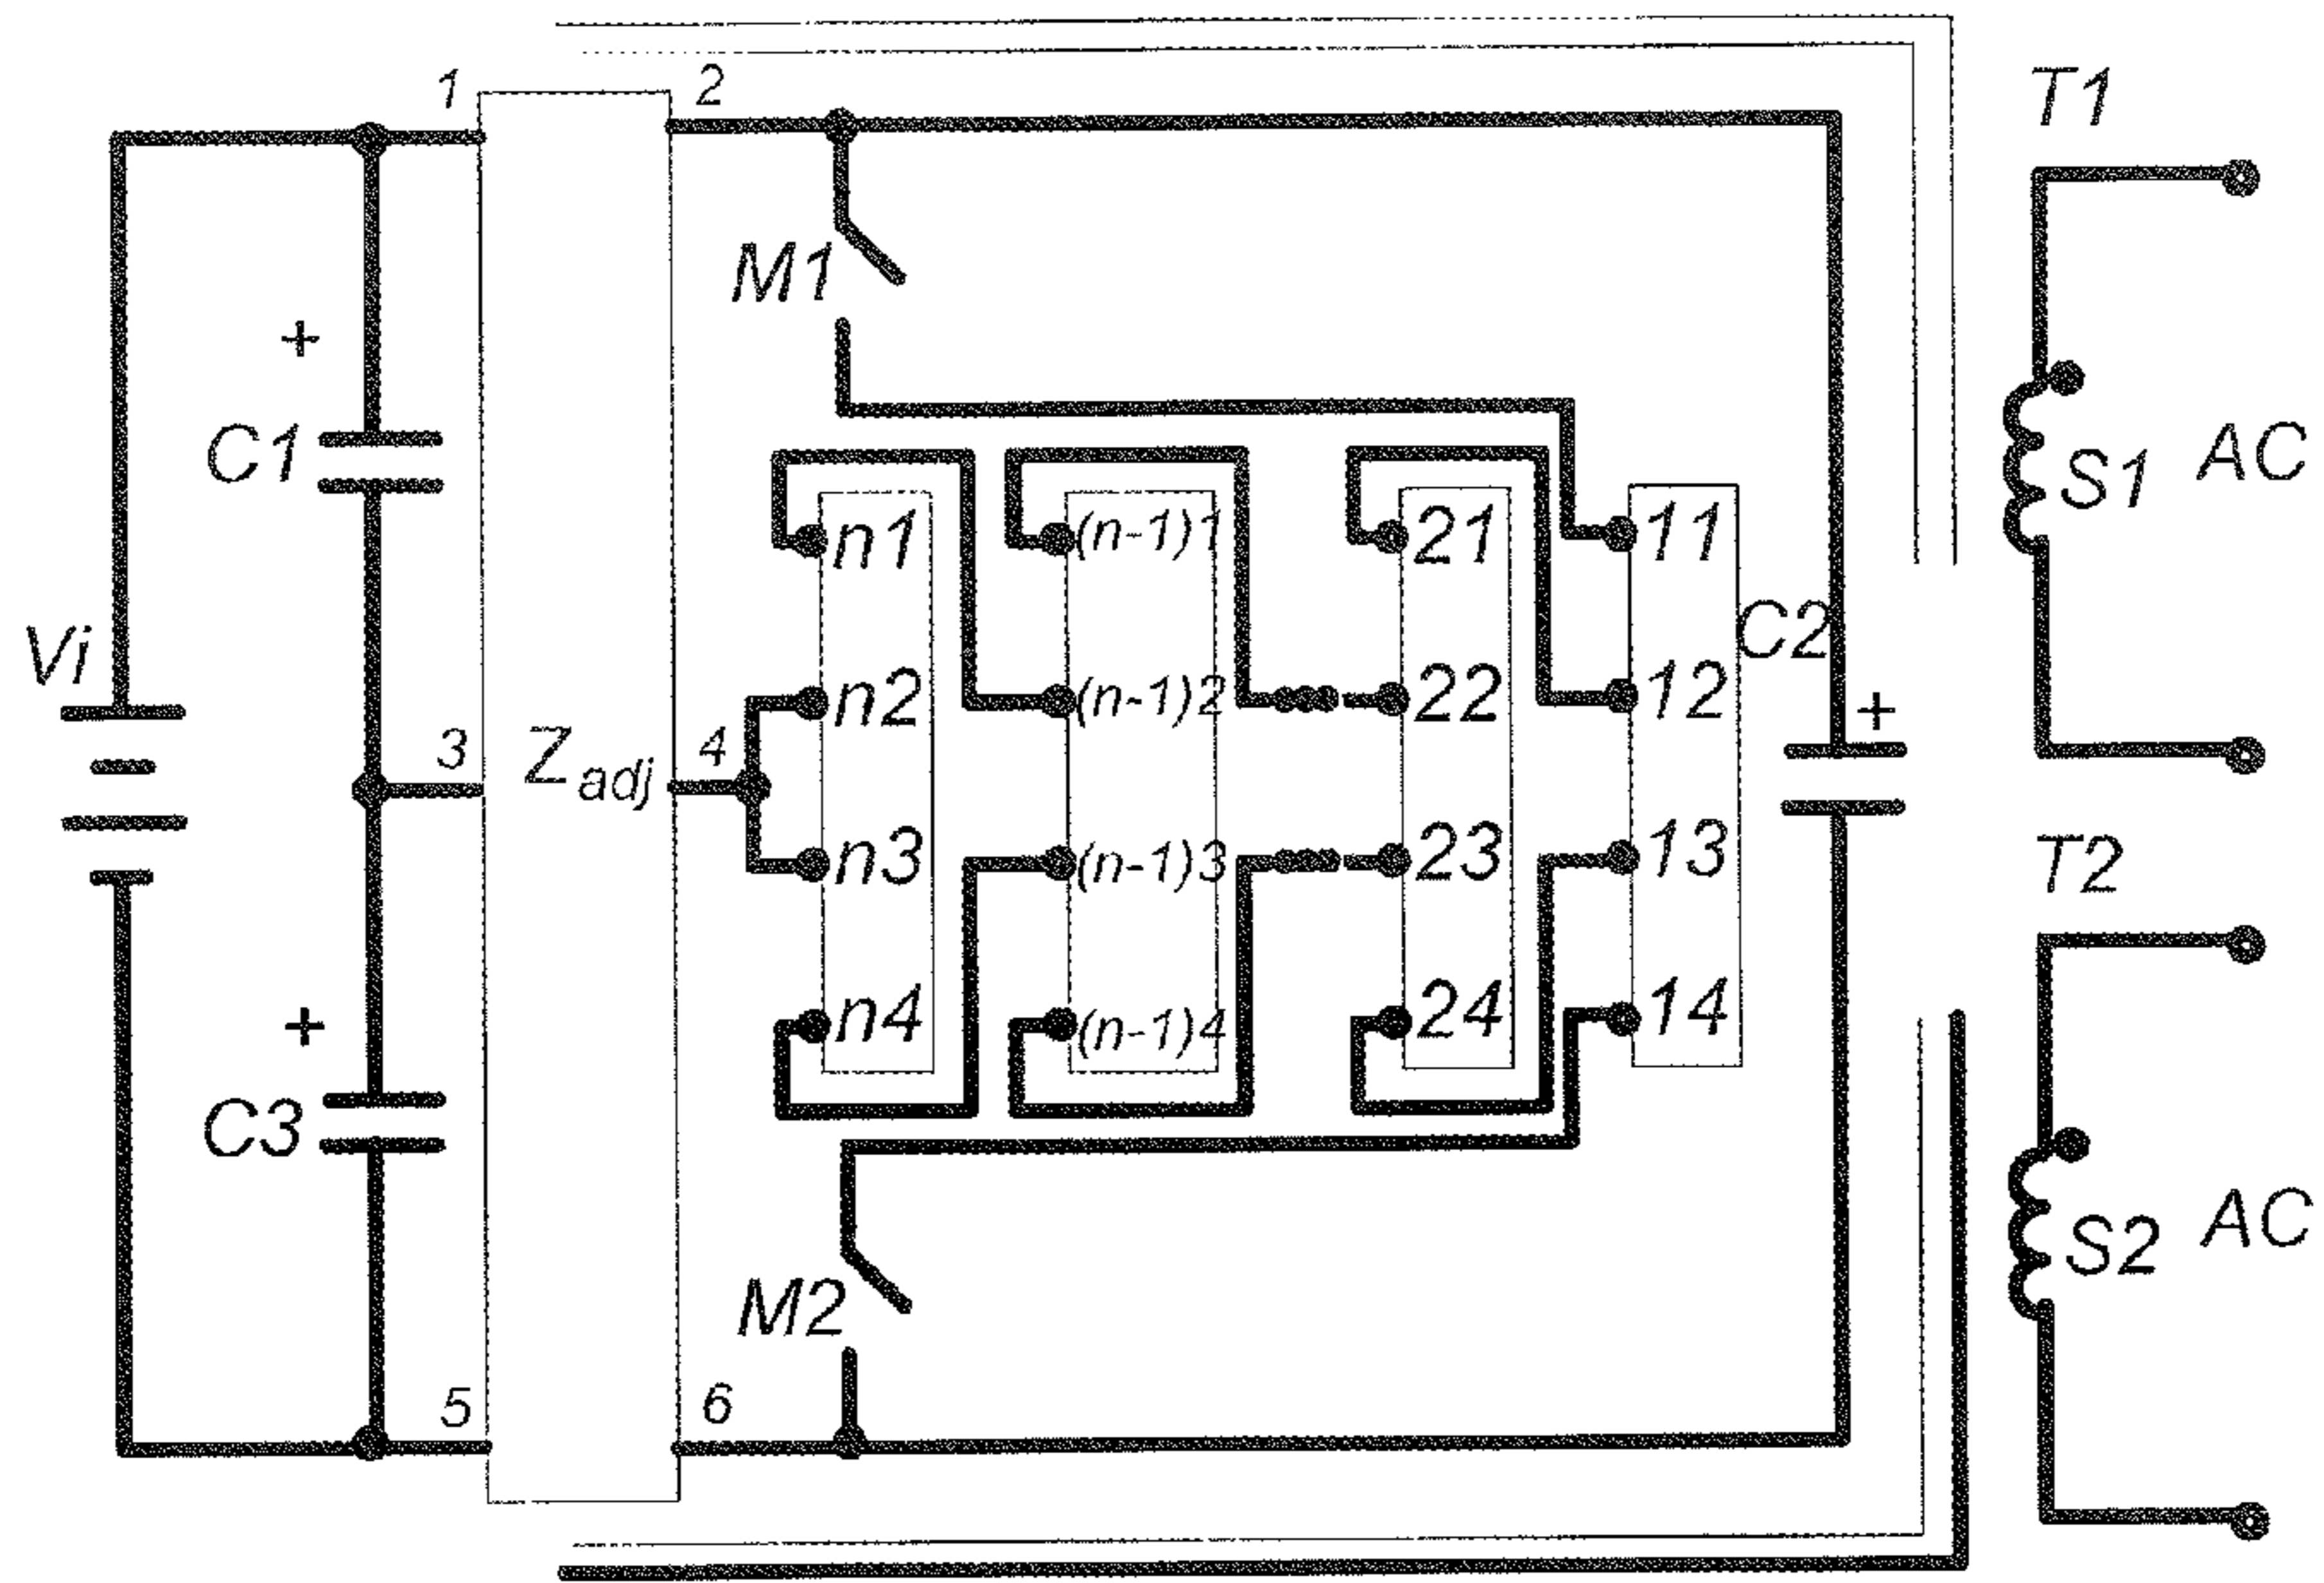 1
2
T1
M1
+
C1
S1
AC
n1
(n-1)1
21
11
Vi
C2
n2
(n-1)2
22
12
+
3
Zadj
4
n3
(n-1)3
23
13
T2
n4
(n-1)4
24
14
+
C3
S2
AC
M2
5
6